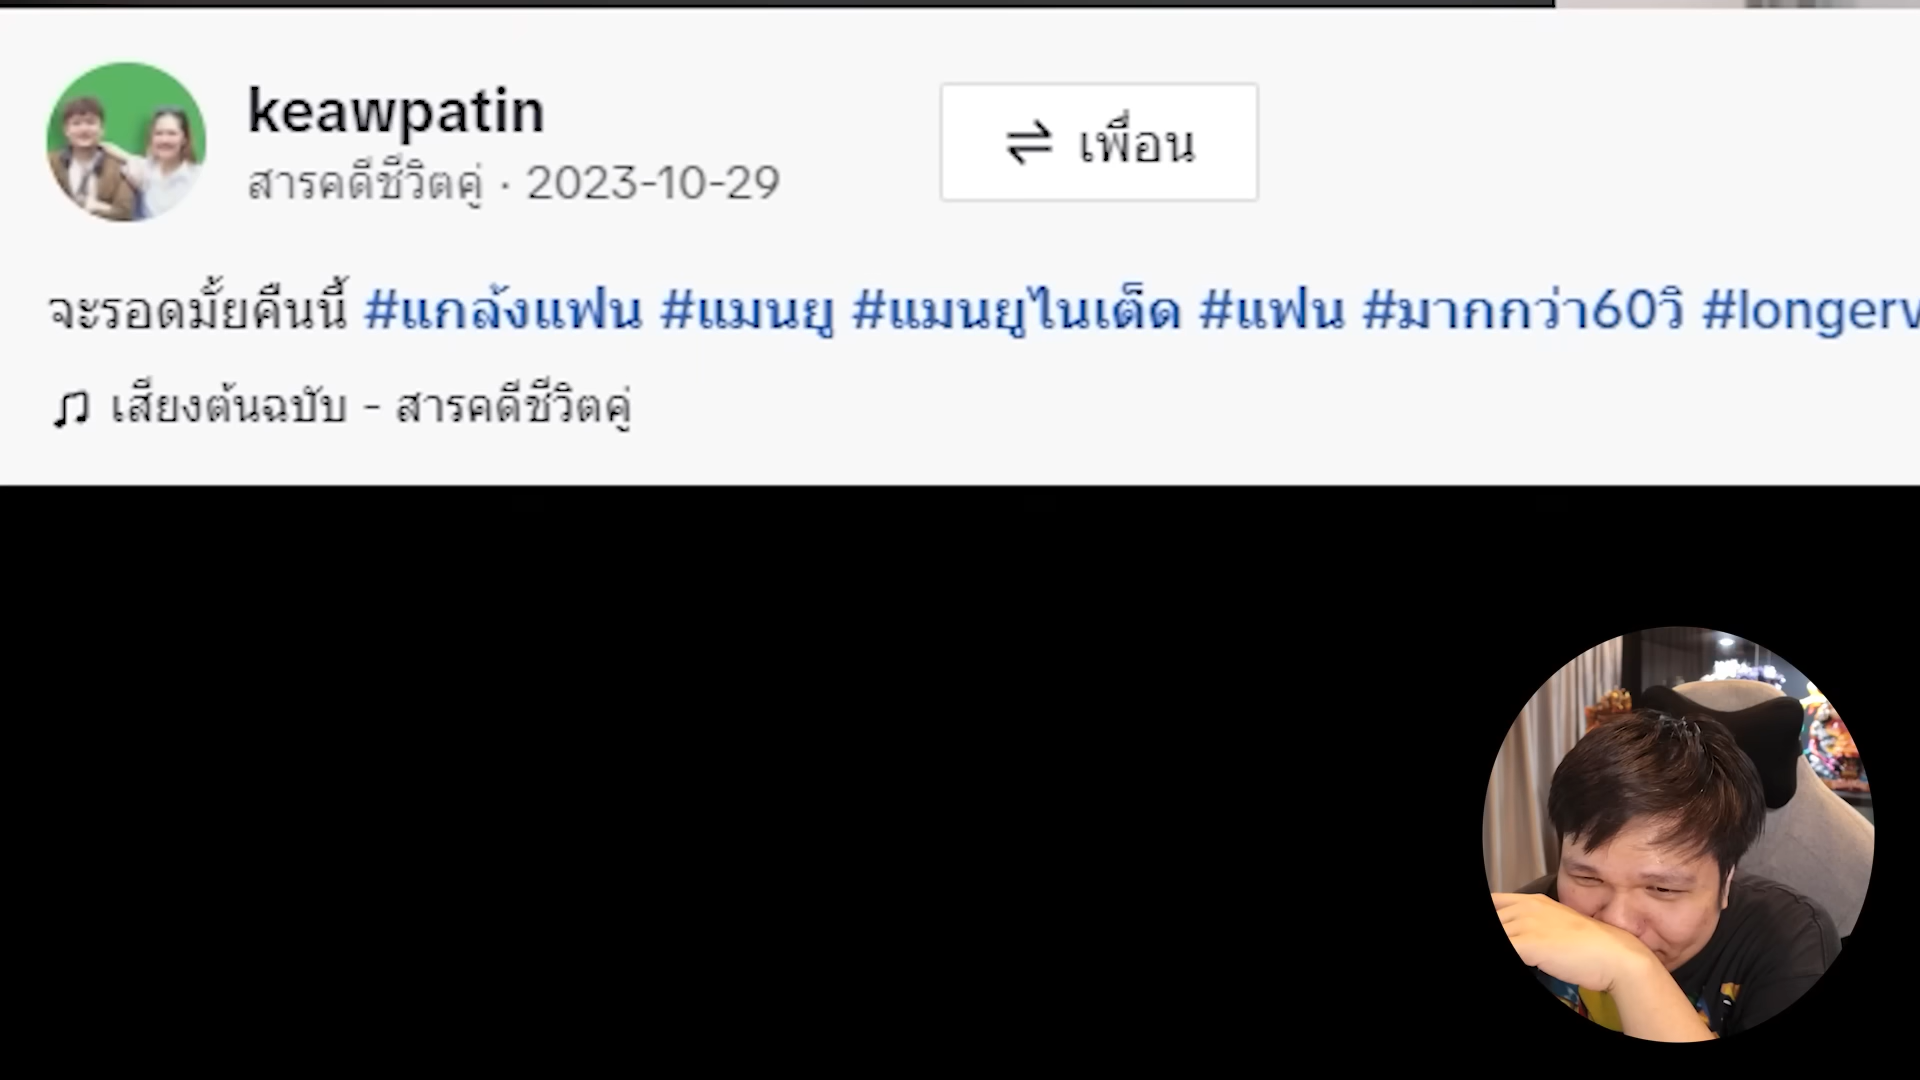 keawpatin
สารคดีชีวิตคู่ · 2023-10-29
⇌ เพื่อน
จะรอดมั้ยคืนนี้ #แกล้งแฟน #แมนยู #แมนยูไนเต็ด #แฟน #มากกว่า60วิ #longerv
♫ เสียงต้นฉบับ - สารคดีชีวิตคู่